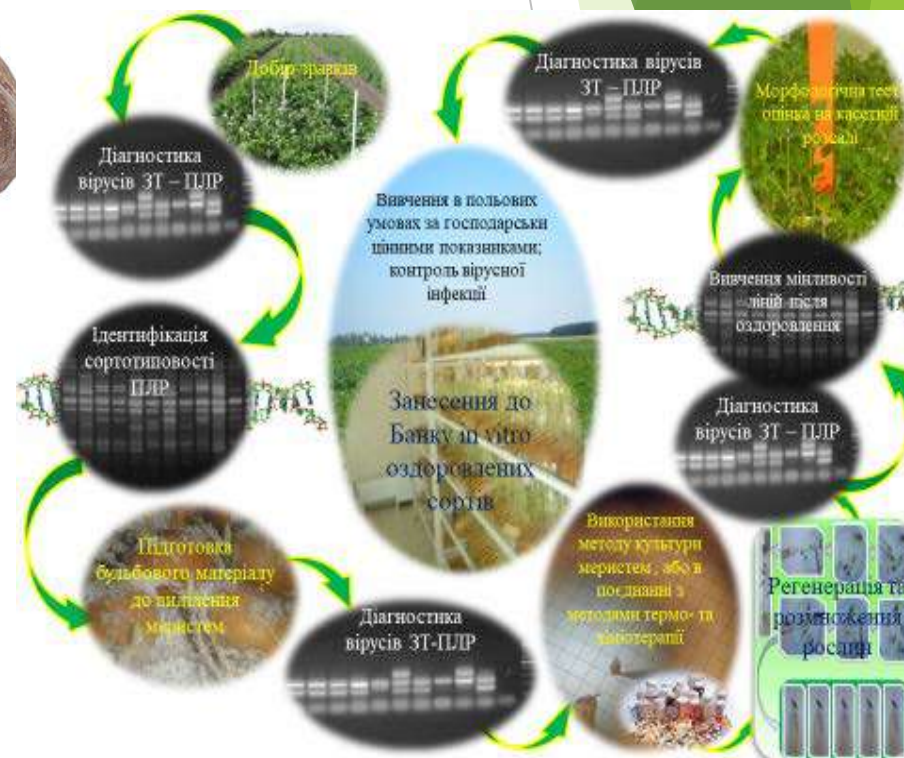 Добір зразків
Діагностика
вірусів ЗТ – ПЛР
Ідентифікація
сортотиповості
ПЛР
Підготовка
бульбового матеріалу
до виділення
меристем
Діагностика
вірусів ЗТ-ПЛР
Використання
методу культури
меристем, або в
поєднанні з
методами термо- та
хіміотерапії
Регенерація та
розмноження
рослин
Діагностика
вірусів ЗТ – ПЛР
Вивчення мінливості
ліній після
оздоровлення
Морфологічна тест
оцінка на касетній
розсаді
Діагностика вірусів
ЗТ – ПЛР
Вивчення в польових
умовах за господарськи
цінними показниками;
контроль вірусної
інфекції
Занесення до
Банку in vitro
оздоровлених
сортів